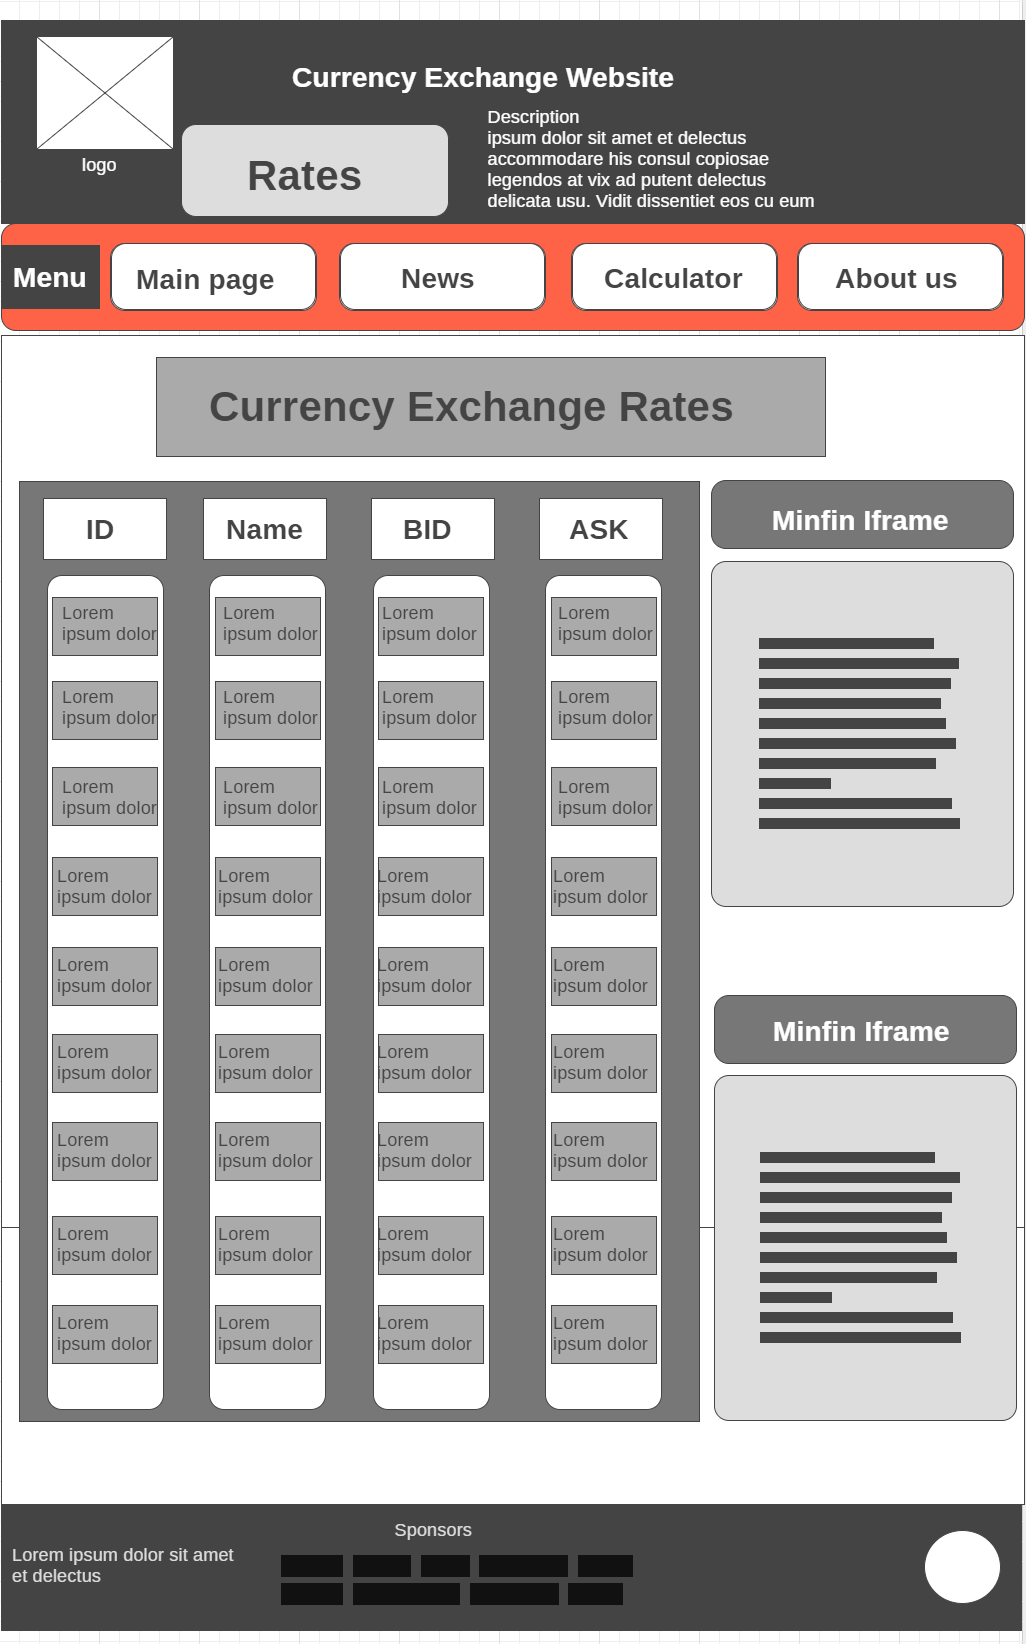 Currency Exchange Website
logo
Rates
Description
ipsum dolor sit amet et delectus
accommodare his consul copiosae
legendos at vix ad putent delectus
delicata usu. Vidit dissentiet eos cu eum
Menu
Main page
News
Calculator
About us
Currency Exchange Rates
ID
Name
BID
ASK
Lorem
ipsum dolor
Lorem
ipsum dolor
Lorem
ipsum dolor
Lorem
ipsum dolor
Lorem
ipsum dolor
Lorem
ipsum dolor
Lorem
ipsum dolor
Lorem
ipsum dolor
Lorem
ipsum dolor
Lorem
ipsum dolor
Lorem
ipsum dolor
Lorem
ipsum dolor
Lorem
ipsum dolor
Lorem
ipsum dolor
Lorem
ipsum dolor
Lorem
ipsum dolor
Lorem
ipsum dolor
Lorem
ipsum dolor
Lorem
ipsum dolor
Lorem
ipsum dolor
Lorem
ipsum dolor
Lorem
ipsum dolor
Lorem
ipsum dolor
Lorem
ipsum dolor
Lorem
ipsum dolor
Lorem
ipsum dolor
Lorem
ipsum dolor
Lorem
ipsum dolor
Lorem
ipsum dolor
Lorem
ipsum dolor
Lorem
ipsum dolor
Lorem
ipsum dolor
Lorem
ipsum dolor
Lorem
ipsum dolor
Lorem
ipsum dolor
Lorem
ipsum dolor
Minfin Iframe
Minfin Iframe
Lorem ipsum dolor sit amet
et delectus
Sponsors